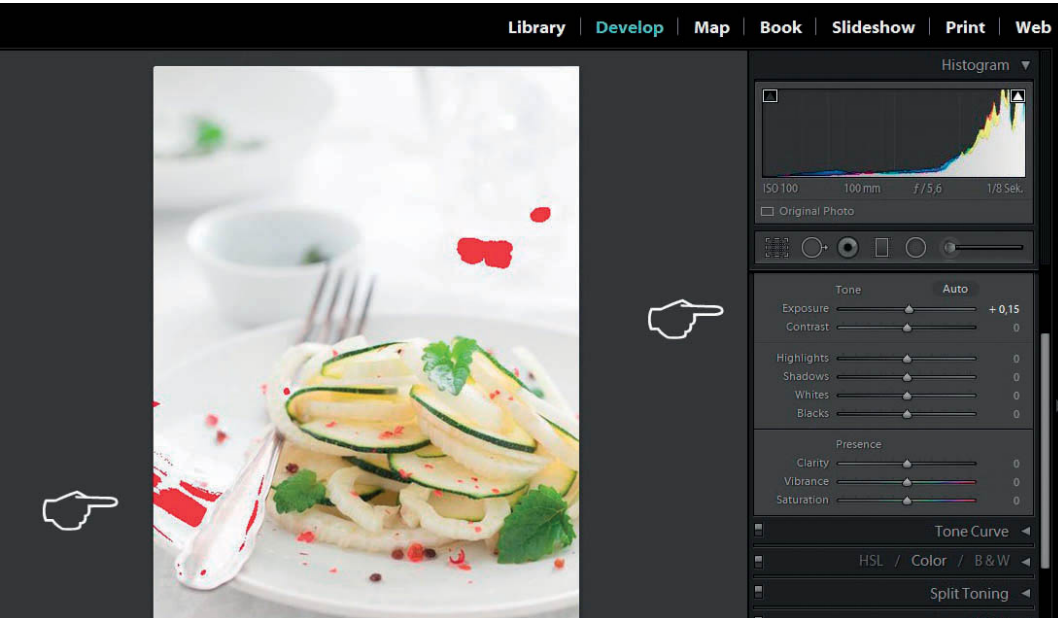 Library | Develop | Map | Book | Slideshow | Print | Web
Histogram
ISO 100 100 mm ƒ / 5,6 1/8 Sek.
Original Photo
Tone Auto
Exposure + 0,15
Contrast 0
Highlights 0
Shadows 0
Whites 0
Blacks 0
Presence
Clarity 0
Vibrance 0
Saturation 0
Tone Curve
HSL / Color / B & W
Split Toning